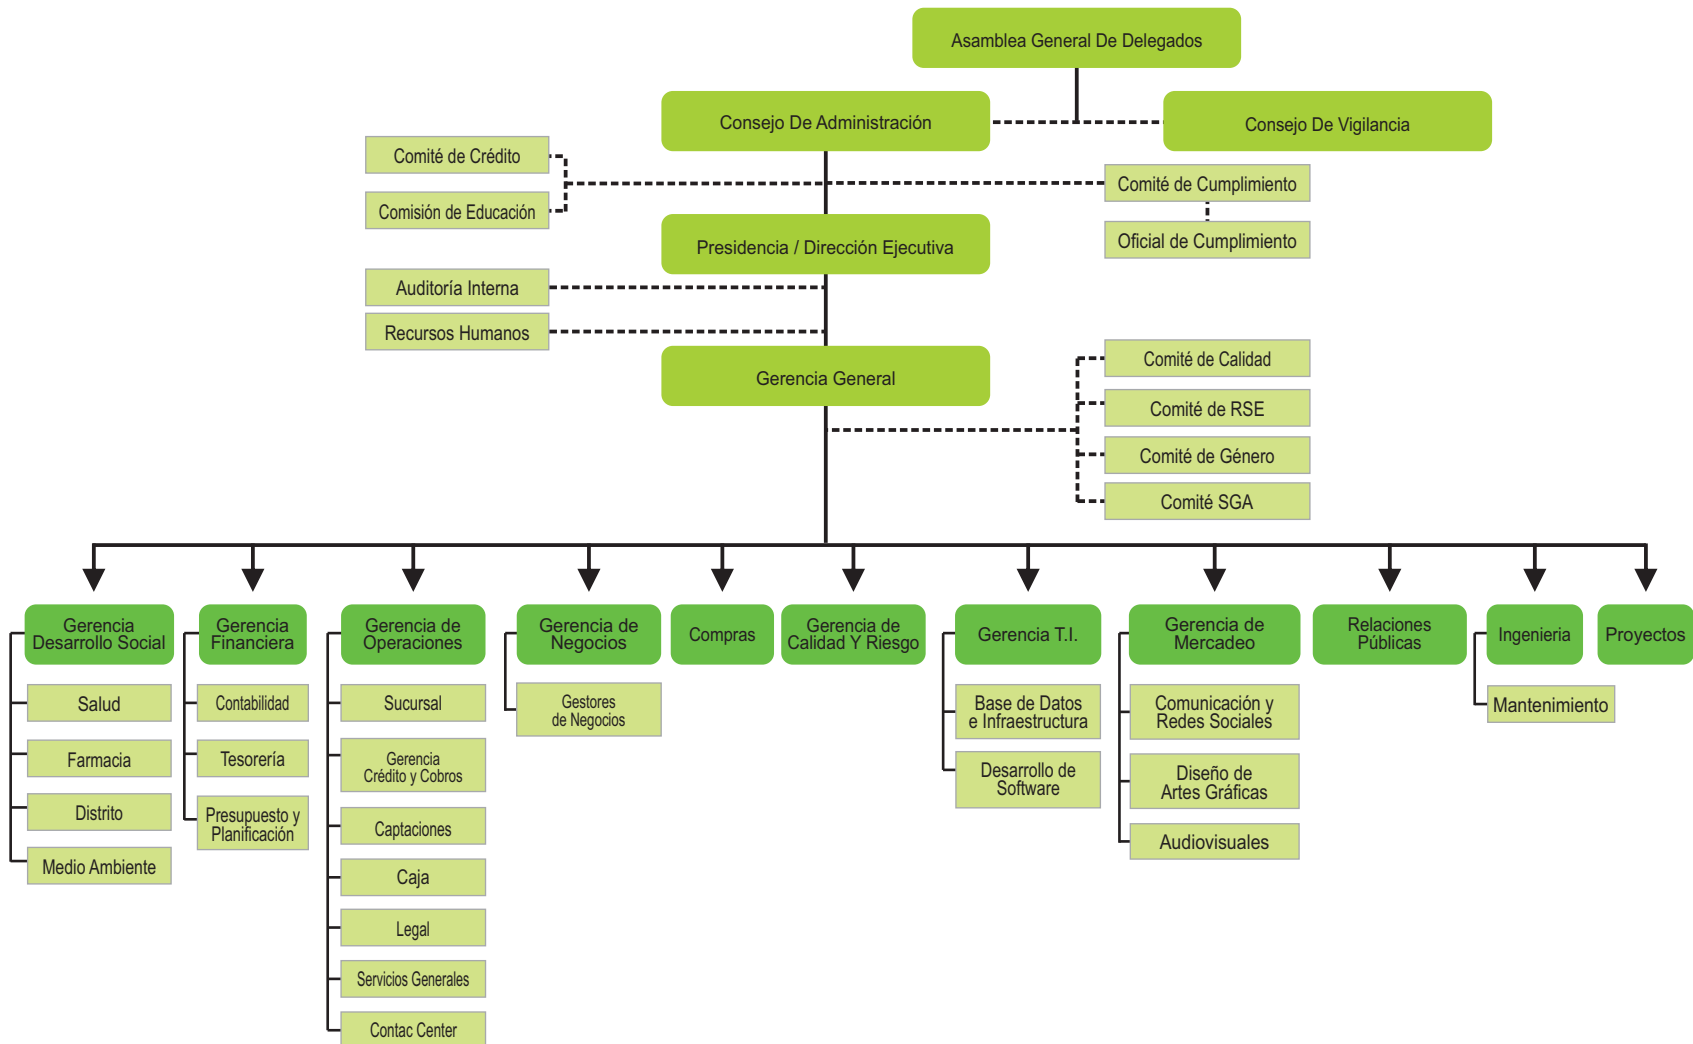 Asamblea General De Delegados
Consejo De Administración
Consejo De Vigilancia
Comité de Crédito
Comisión de Educación
Comité de Cumplimiento
Oficial de Cumplimiento
Presidencia / Dirección Ejecutiva
Auditoría Interna
Recursos Humanos
Gerencia General
Comité de Calidad
Comité de RSE
Comité de Género
Comité SGA
Gerencia
Desarrollo Social
Salud
Farmacia
Distrito
Medio Ambiente
Gerencia
Financiera
Contabilidad
Tesorería
Presupuesto y
Planificación
Gerencia de
Operaciones
Sucursal
Gerencia
Crédito y Cobros
Captaciones
Caja
Legal
Servicios Generales
Contac Center
Gerencia de
Negocios
Gestores
de Negocios
Compras
Gerencia de
Calidad Y Riesgo
Gerencia T.I.
Base de Datos
e Infraestructura
Desarrollo de
Software
Gerencia de
Mercadeo
Comunicación y
Redes Sociales
Diseño de
Artes Gráficas
Audiovisuales
Relaciones
Públicas
Ingenieria
Mantenimiento
Proyectos